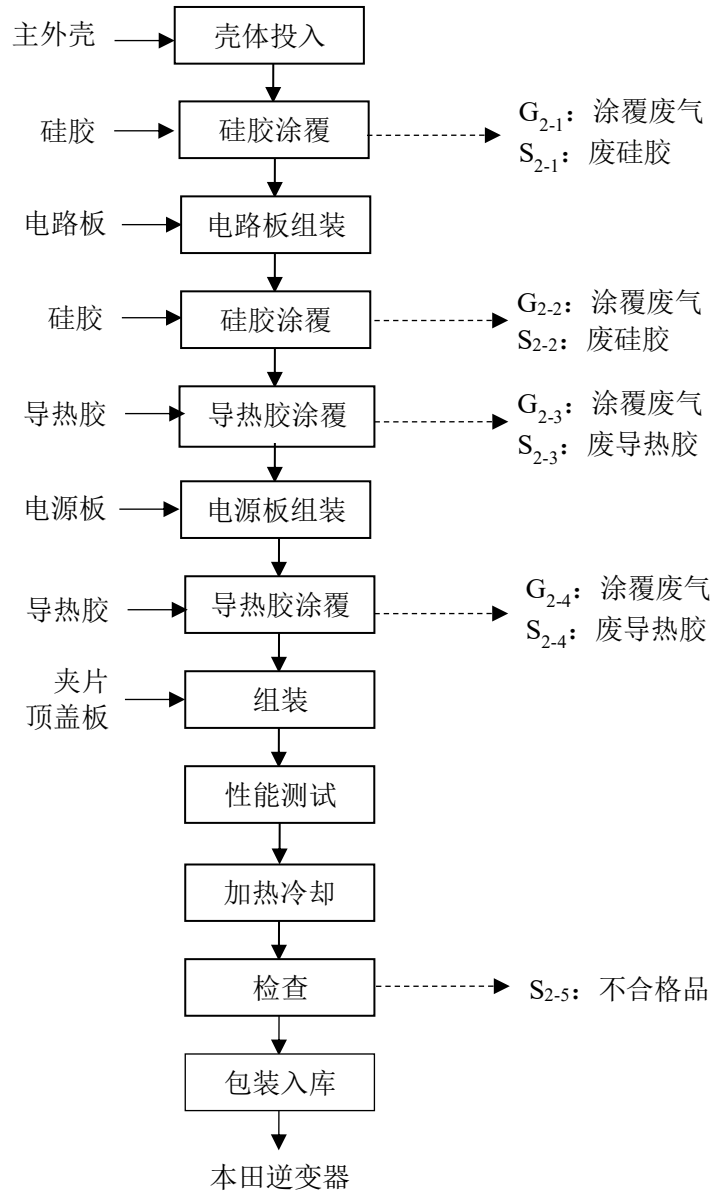 主外壳
壳体投入
硅胶
硅胶涂覆
G2-1：涂覆废气
S2-1：废硅胶
电路板
电路板组装
硅胶
硅胶涂覆
G2-2：涂覆废气
S2-2：废硅胶
导热胶
导热胶涂覆
G2-3：涂覆废气
S2-3：废导热胶
电源板
电源板组装
导热胶
导热胶涂覆
G2-4：涂覆废气
S2-4：废导热胶
夹片
顶盖板
组装
性能测试
加热冷却
检查
S2-5：不合格品
包装入库
本田逆变器